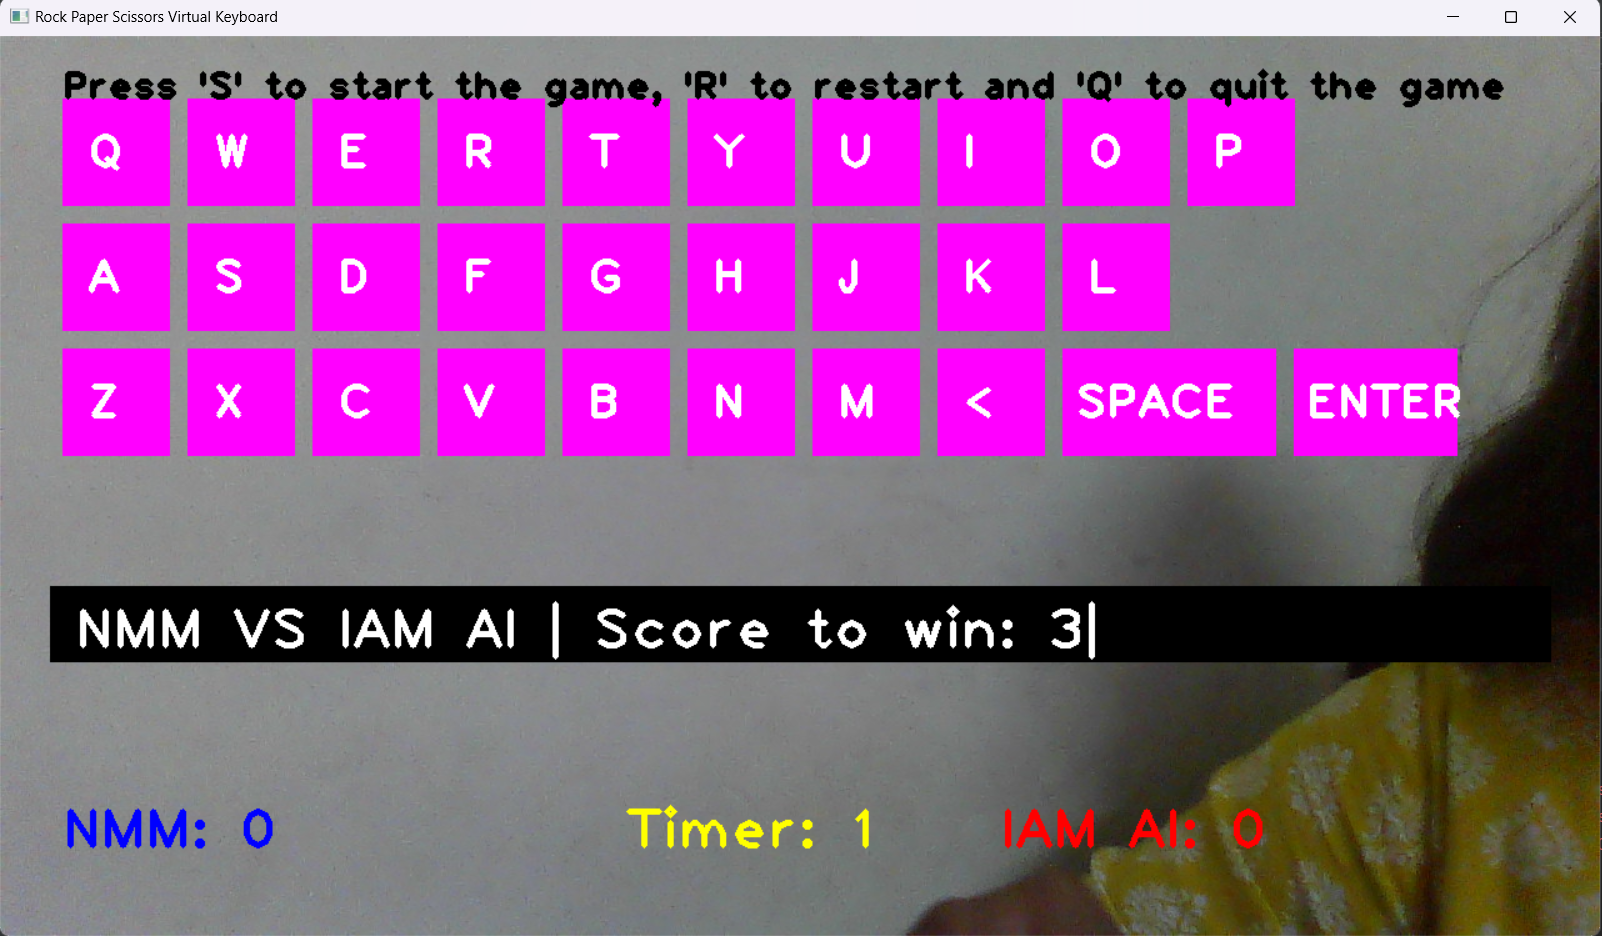 Rock Paper Scissors Virtual Keyboard
Press 'S' to start the game, 'R' to restart and 'Q' to quit the game
Q W E R T Y U I O P
A S D F G H J K L
Z X C V B N M < SPACE ENTER
NMM VS IAM AI | Score to win: 3|
NMM: 0 Timer: 1 IAM AI: 0